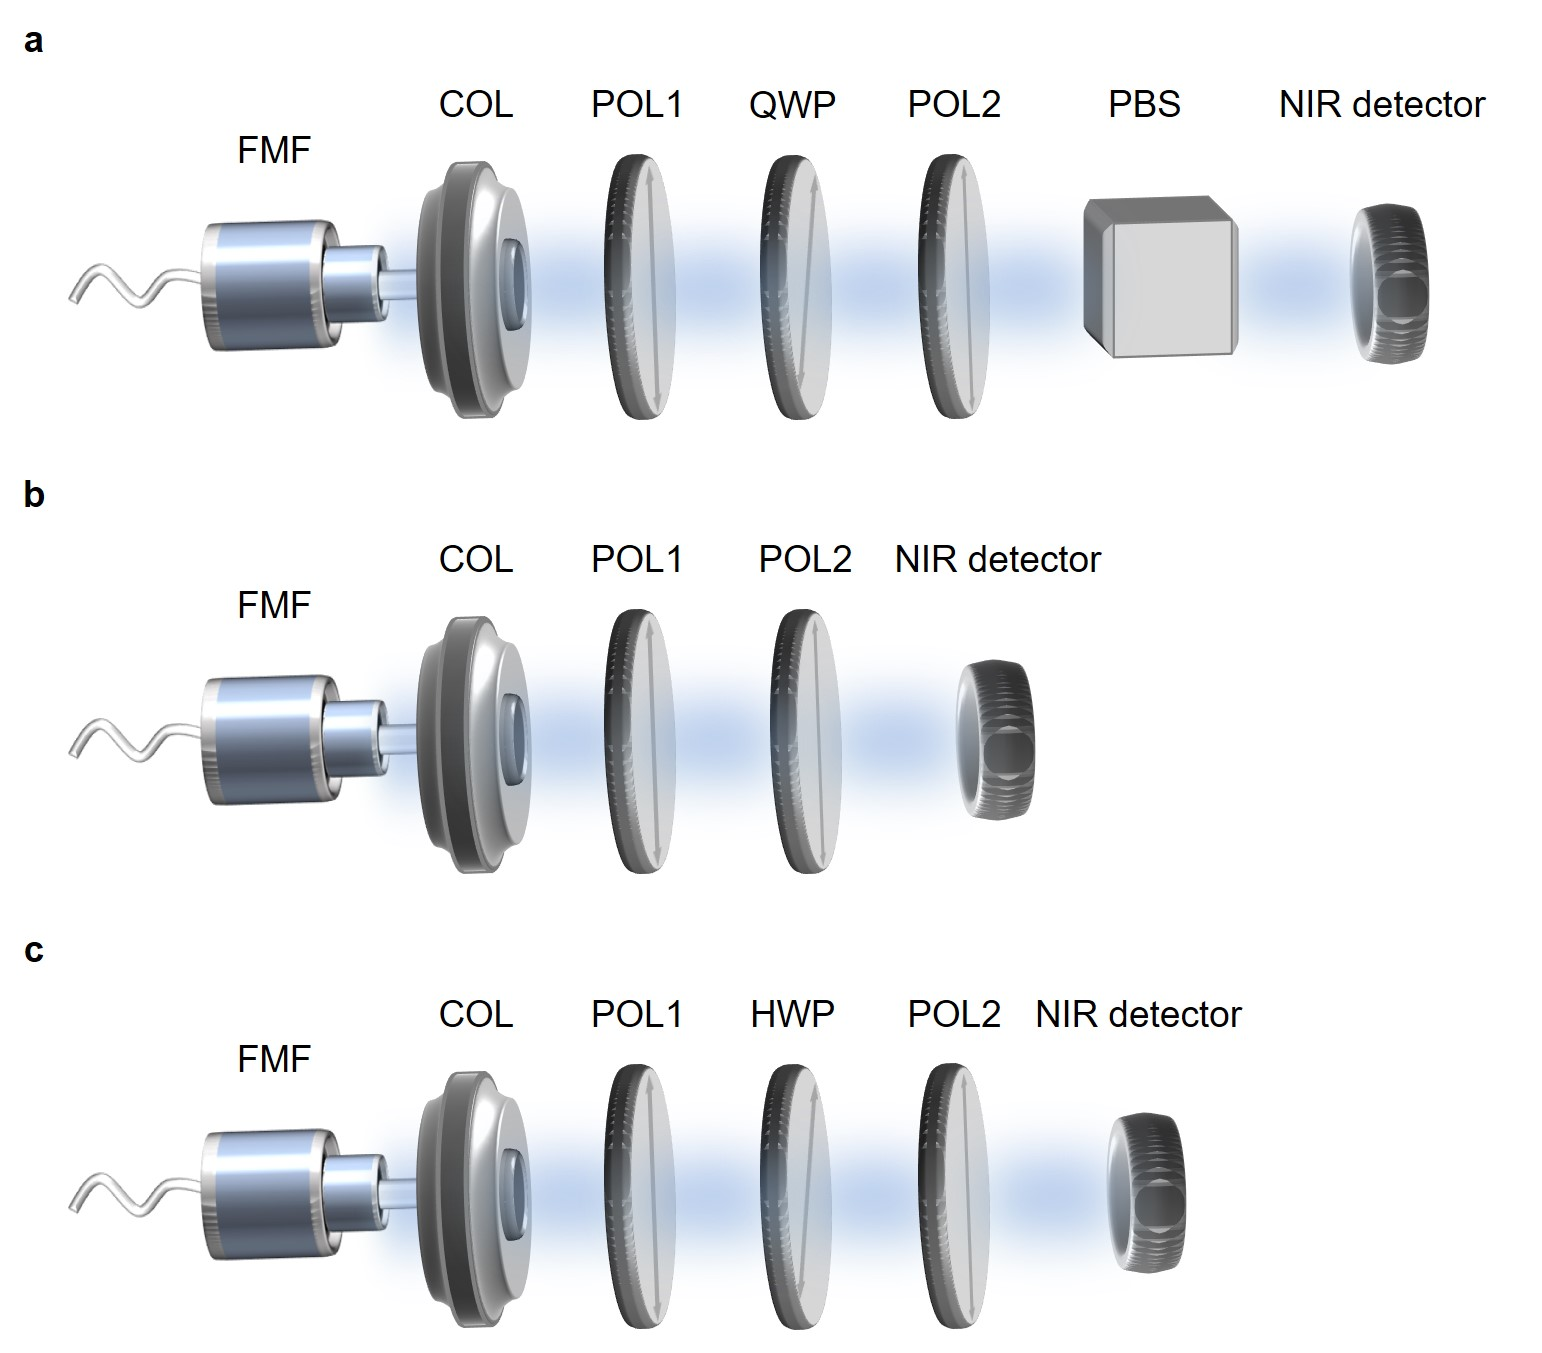 a
COL POL1 QWP POL2 PBS NIR detector
FMF
b
COL POL1 POL2 NIR detector
FMF
c
COL POL1 HWP POL2 NIR detector
FMF